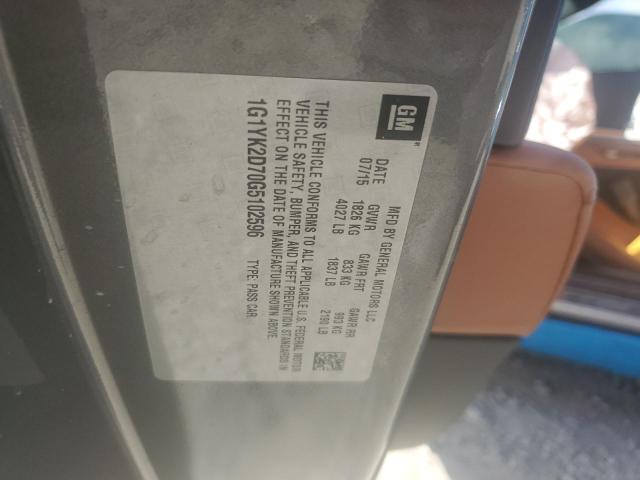 GM
MFD BY GENERAL MOTORS LLC
DATE GVWR GAWR FRT GAWR RR
07/15 1826 KG 833 KG 993 KG
4027 LB 1837 LB 2190 LB
THIS VEHICLE CONFORMS TO ALL APPLICABLE U.S. FEDERAL MOTOR
VEHICLE SAFETY, BUMPER, AND THEFT PREVENTION STANDARDS IN
EFFECT ON THE DATE OF MANUFACTURE SHOWN ABOVE.
1G1YK2D70G5102596 TYPE: PASS CAR